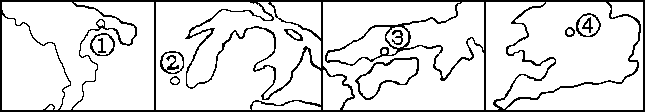 ①
②
③
④